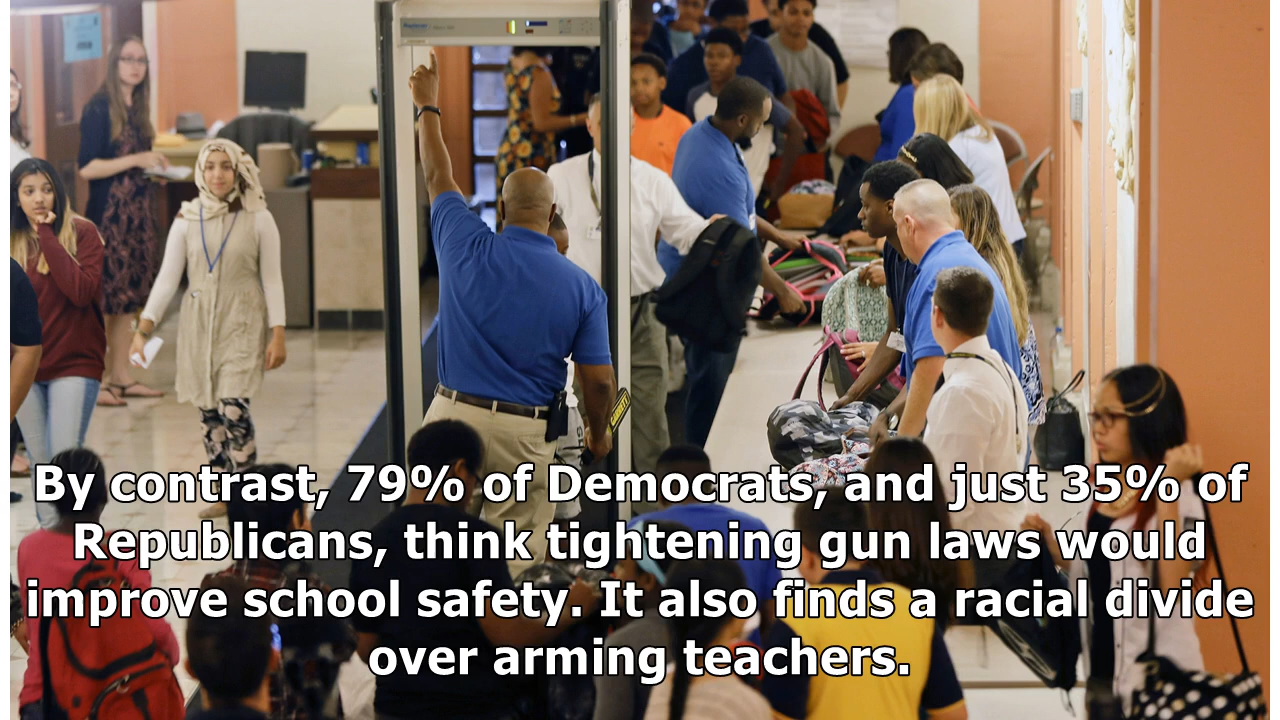 By contrast, 79% of Democrats, and just 35% of
Republicans, think tightening gun laws would
improve school safety. It also finds a racial divide
over arming teachers.